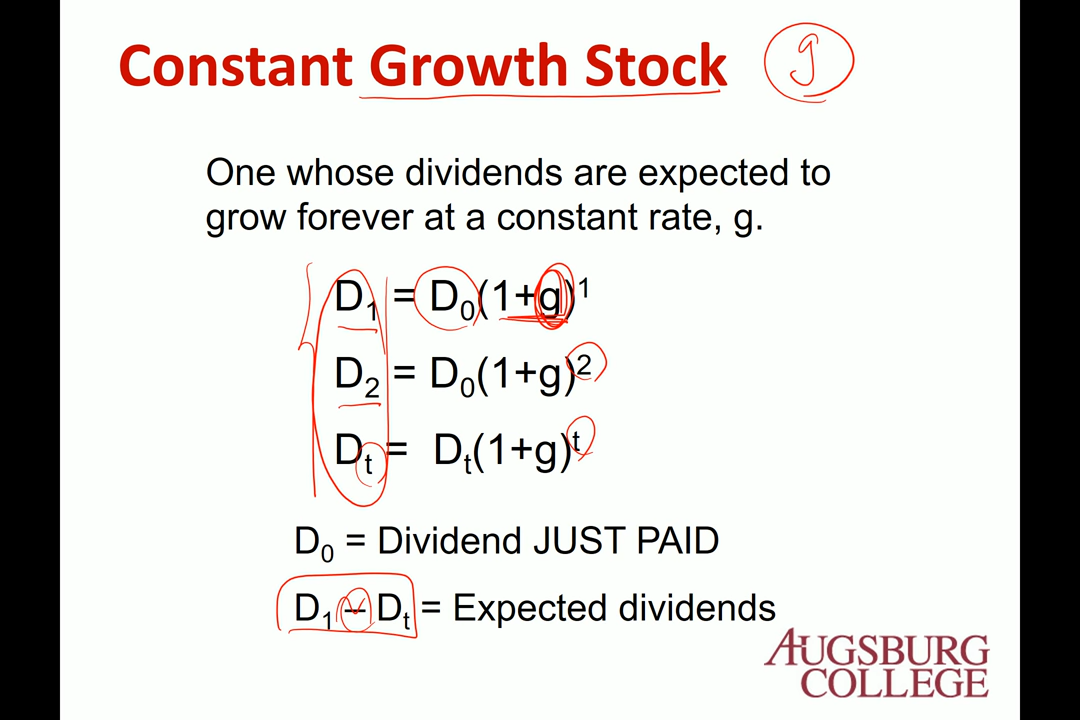 Constant Growth Stock g
One whose dividends are expected to
grow forever at a constant rate, g.
D₁ = D₀(1+g)¹
D₂ = D₀(1+g)²
Dₜ = Dₜ(1+g)ᵗ
D₀ = Dividend JUST PAID
D₁ – Dₜ = Expected dividends
AUGSBURG
COLLEGE